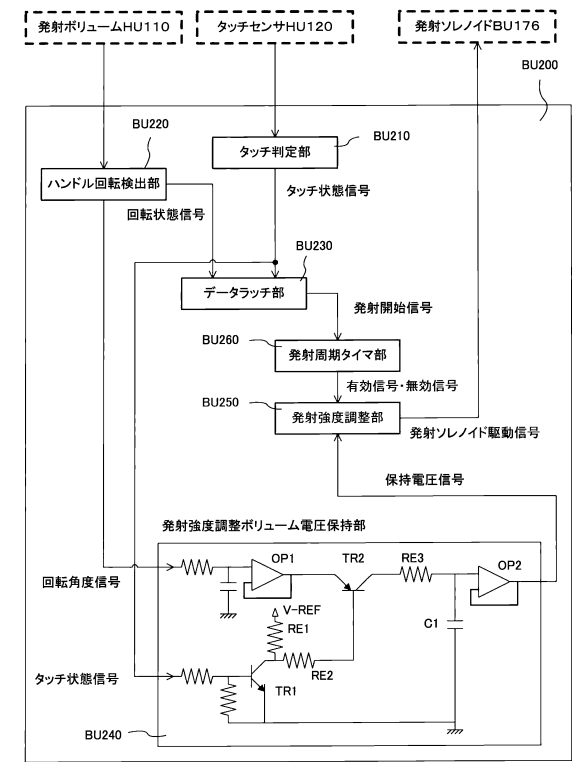 発射ボリュームHU110
タッチセンサHU120
発射ソレノイドBU176
BU200
BU220
BU210
タッチ判定部
ハンドル回転検出部
タッチ状態信号
回転状態信号
BU230
データラッチ部
発射開始信号
BU260
発射周期タイマ部
有効信号・無効信号
BU250
発射強度調整部
発射ソレノイド駆動信号
保持電圧信号
発射強度調整ボリューム電圧保持部
OP1
TR2
RE3
OP2
回転角度信号
V-REF
RE1
C1
RE2
タッチ状態信号
TR1
BU240